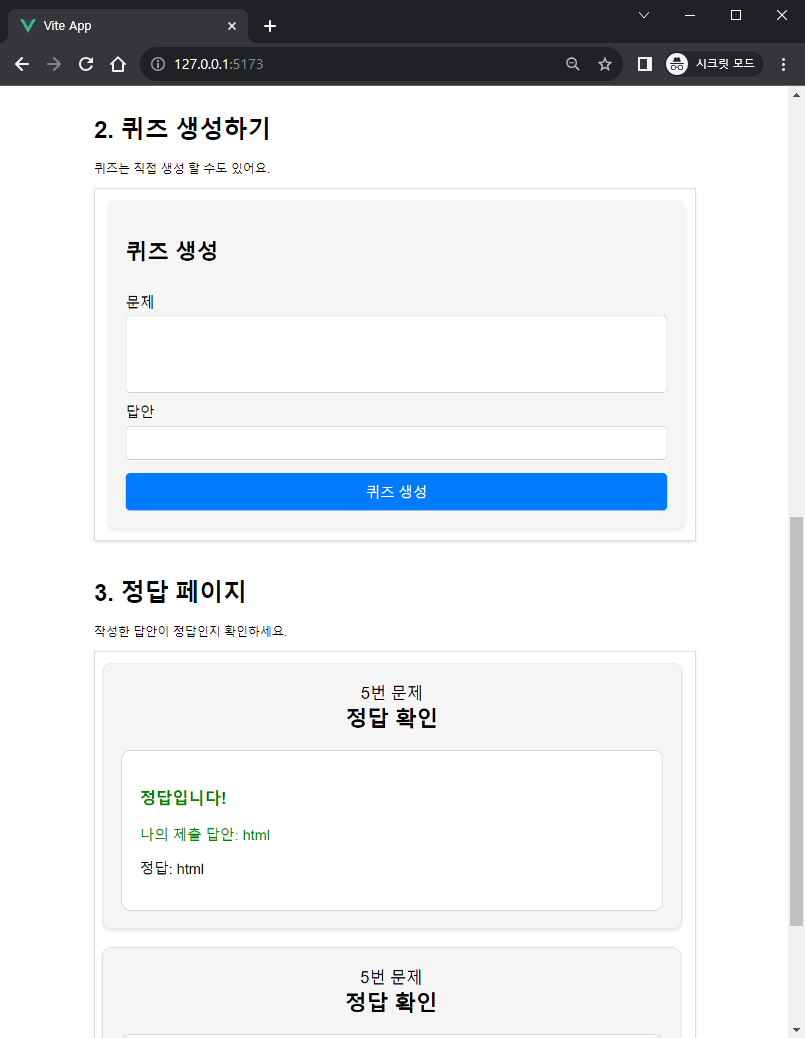 Vite App
127.0.0.1:5173
시크릿 모드
2. 퀴즈 생성하기
퀴즈는 직접 생성 할 수도 있어요.
퀴즈 생성
문제
답안
퀴즈 생성
3. 정답 페이지
작성한 답안이 정답인지 확인하세요.
5번 문제
정답 확인
정답입니다!
나의 제출 답안: html
정답: html
5번 문제
정답 확인